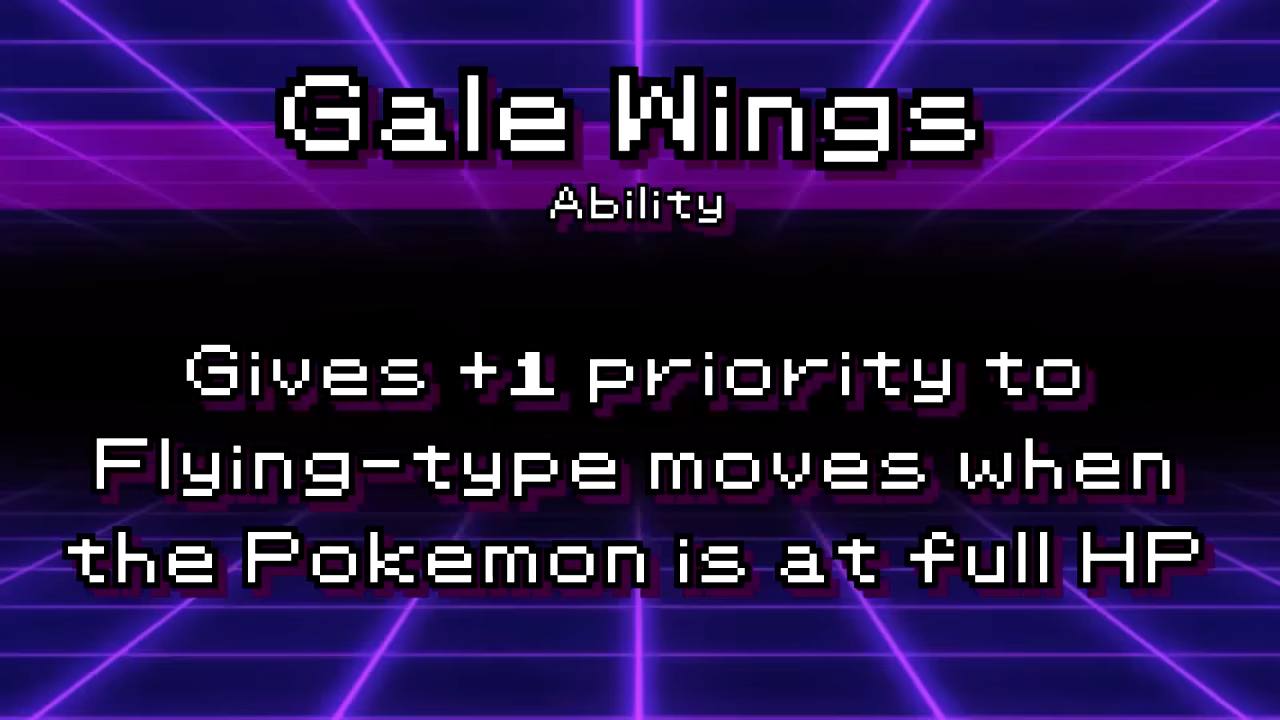 Gale Wings
Ability
Gives +1 priority to
Flying-type moves when
the Pokemon is at full HP